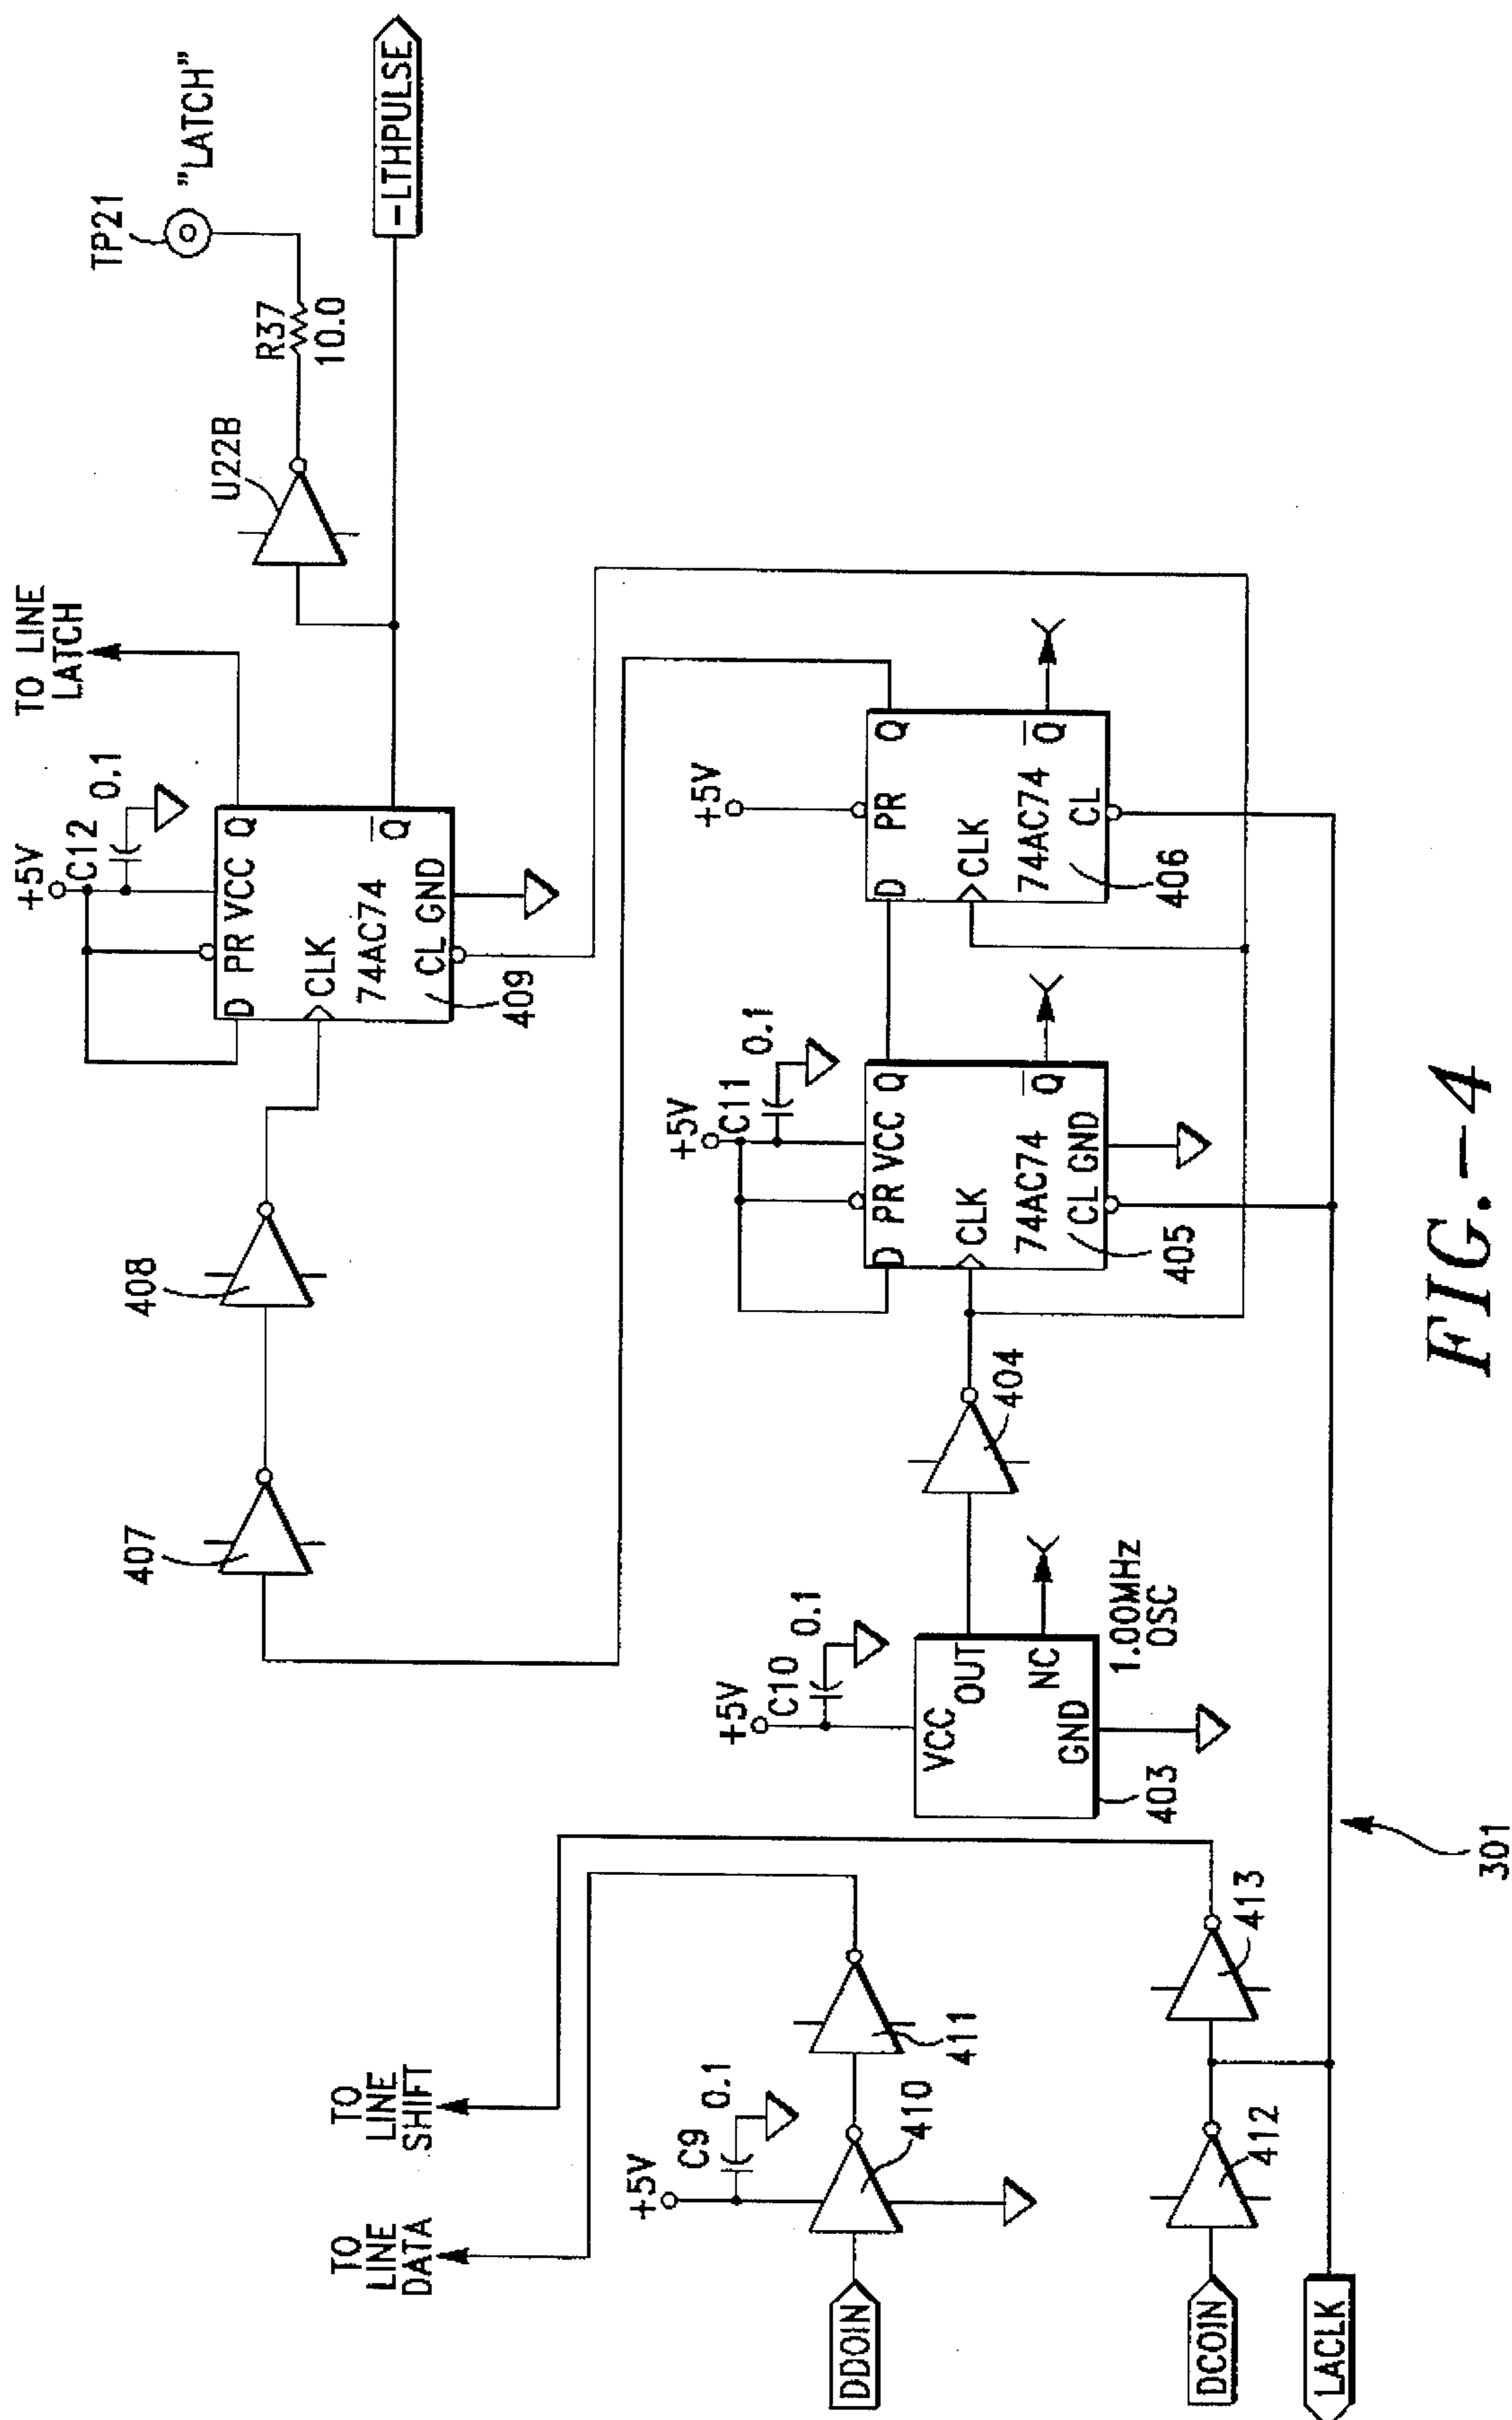 TP21
"LATCH"
-LTHPULSE
R37
10.0
U22B
TO LINE
LATCH
+5V
C12
0.1
D
PR
VCC
Q
CLK
74AC74
Q
CL
GND
409
408
407
+5V
D
PR
Q
CLK
74AC74
Q
CL
406
+5V
C11
0.1
D
PR
VCC
Q
CLK
74AC74
Q
CL
GND
405
404
+5V
C10
0.1
VCC
OUT
NC
GND
1.00MHz
OSC
403
TO
LINE
SHIFT
TO
LINE
DATA
+5V
C9
0.1
411
410
413
412
DDOIN
DCOIN
LACLK
301
FIG.-4